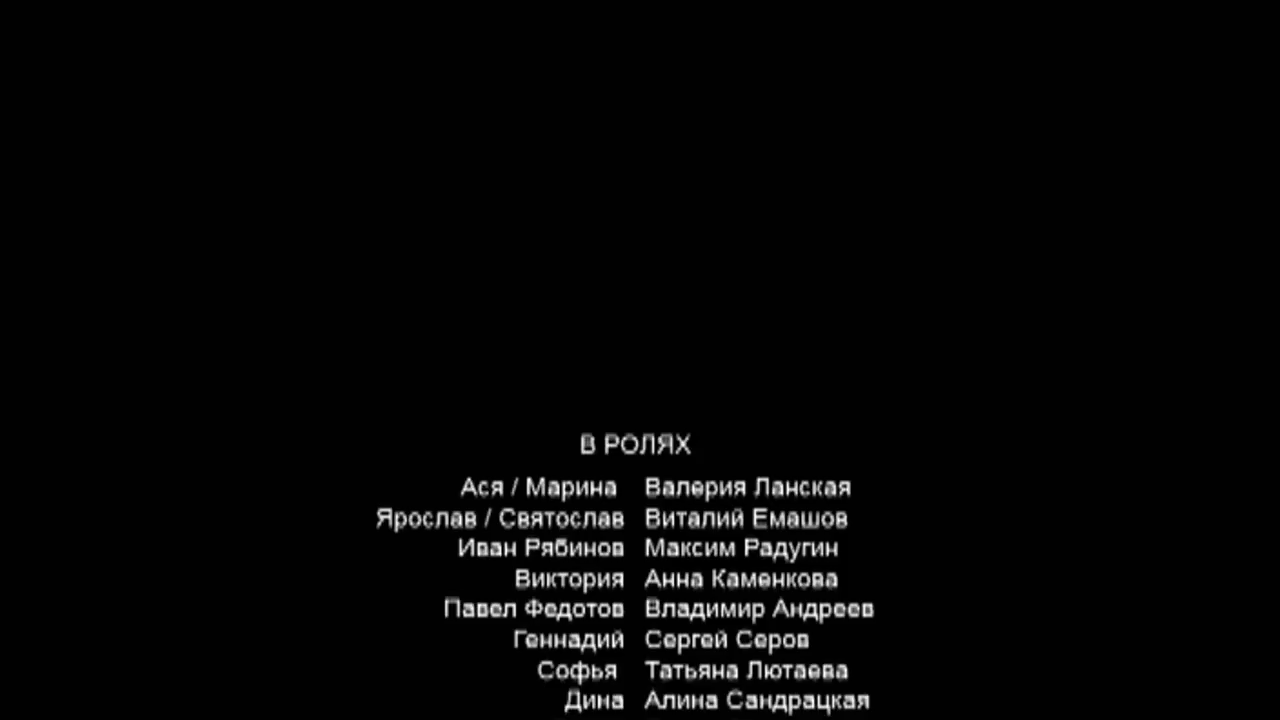 В РОЛЯХ
Ася / Марина Валерия Ланская
Ярослав / Святослав Виталий Емашов
Иван Рябинов Максим Радугин
Виктория Анна Каменкова
Павел Федотов Владимир Андреев
Геннадий Сергей Серов
Софья Татьяна Лютаева
Дина Алина Сандрацкая